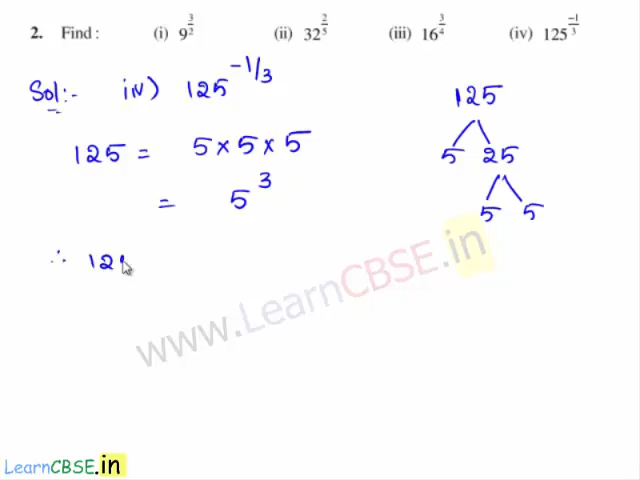 2. Find : (i) 9^{3/2} (ii) 32^{2/5} (iii) 16^{3/4} (iv) 125^{-1/3}
Sol:- iv) 125^{-1/3}
125
5 25
5 5
125 = 5 × 5 × 5
= 5^3
∴ 12
www.LearnCBSE.in
LearnCBSE.in